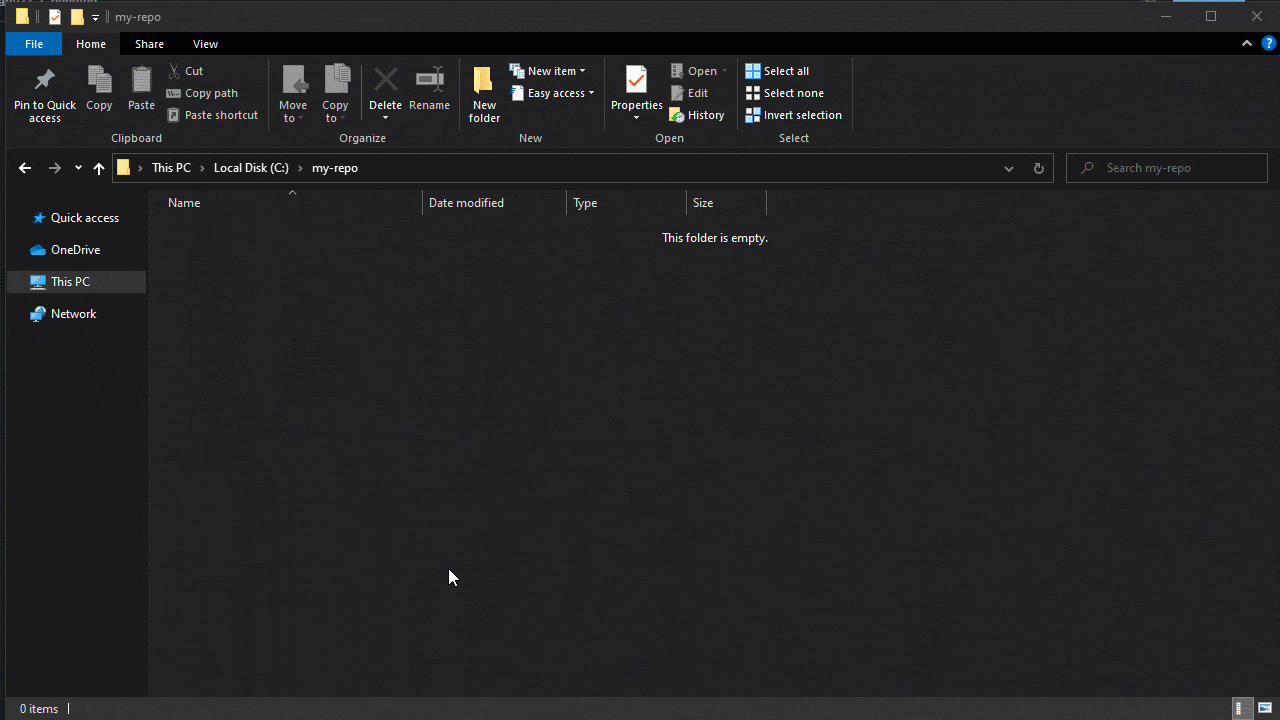 my-repo
File Home Share View
Pin to Quick access
Copy
Paste
Cut
Copy path
Paste shortcut
Clipboard
Move to
Copy to
Delete
Rename
Organize
New folder
New item
Easy access
New
Properties
Open
Edit
History
Open
Select all
Select none
Invert selection
Select
This PC Local Disk (C:) my-repo
Search my-repo
Quick access
OneDrive
This PC
Network
Name Date modified Type Size
This folder is empty.
0 items